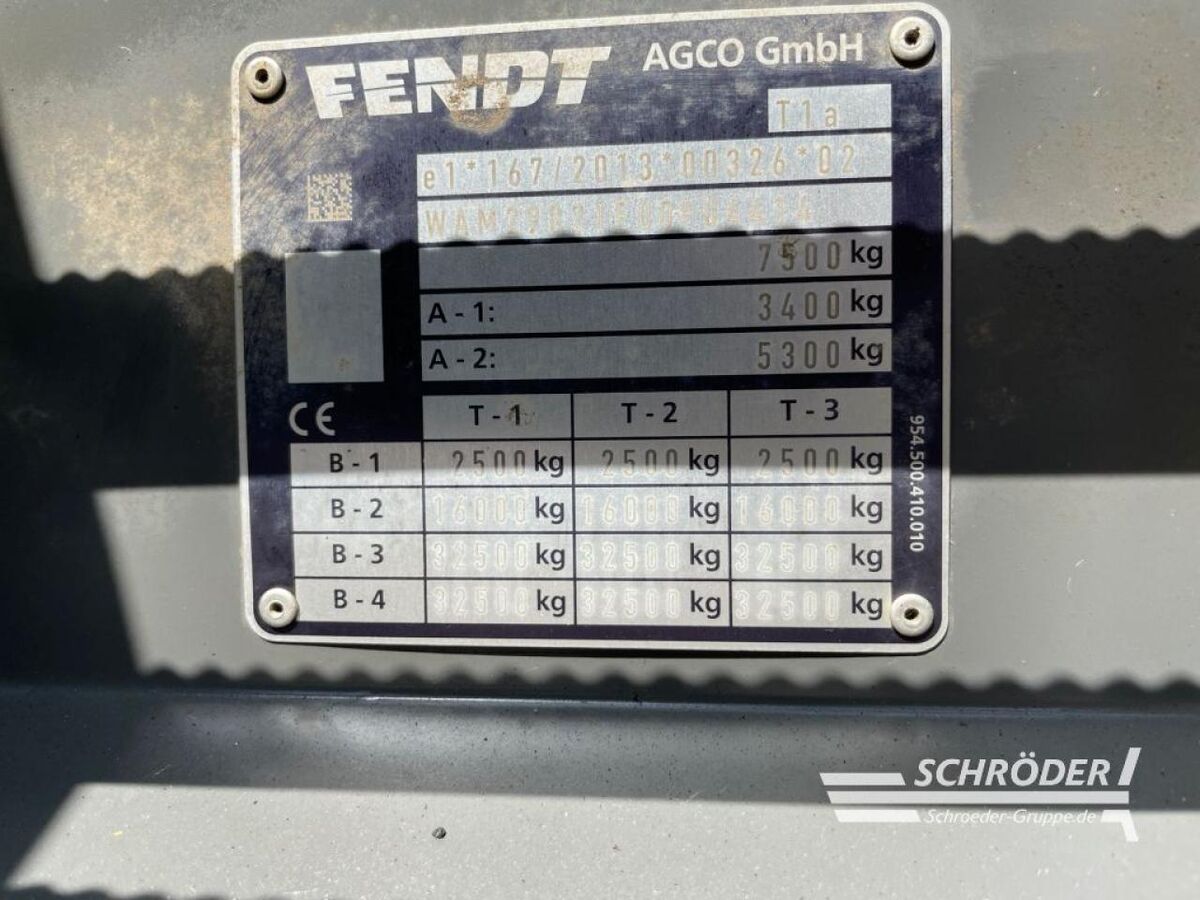 FENDT AGCO GmbH
T1a
e1*167/2013*00326*02
7500 kg
A - 1: 3400 kg
A - 2: 5300 kg
CE
T - 1 T - 2 T - 3
B - 1 2500 kg 2500 kg 2500 kg
B - 2 16000 kg 16000 kg 16000 kg
B - 3 32500 kg 32500 kg 32500 kg
B - 4 32500 kg 32500 kg 32500 kg
954.500.410.010
SCHRÖDER
Schroeder-Gruppe.de